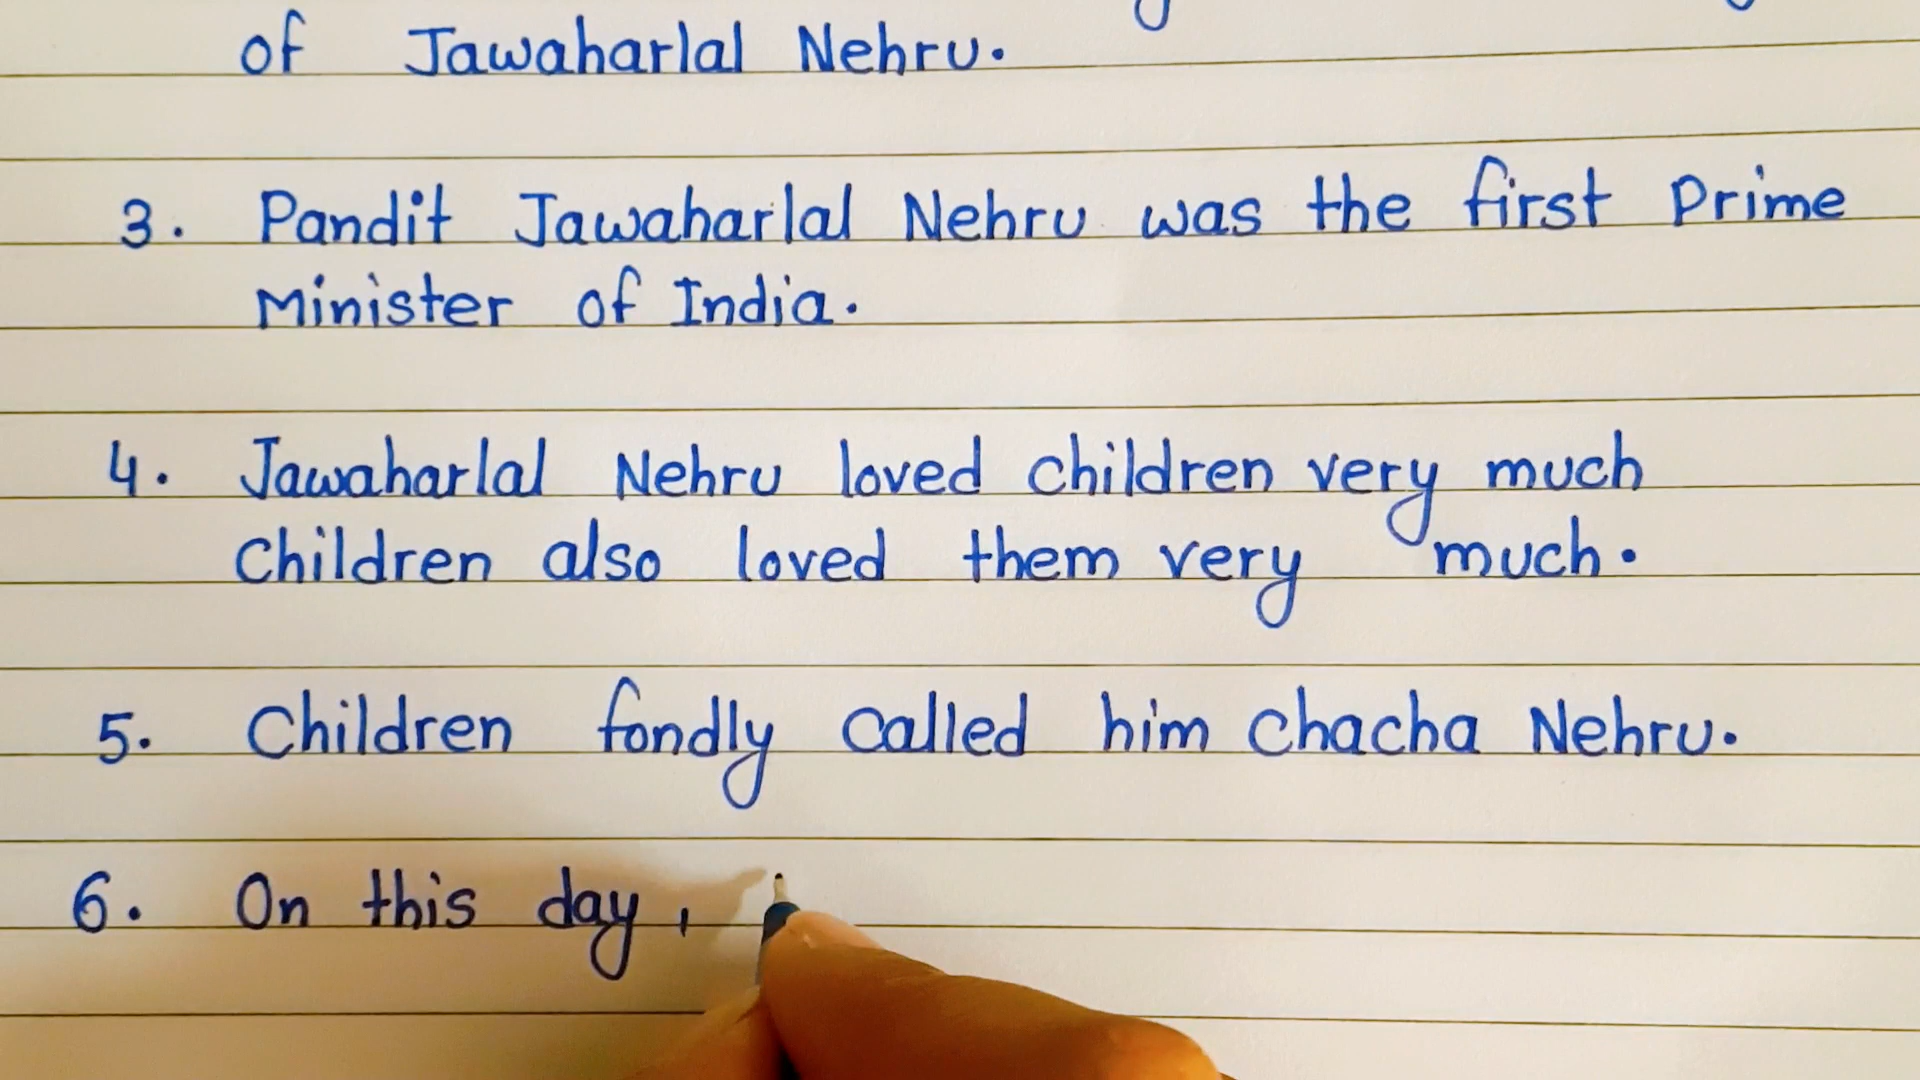 of Jawaharlal Nehru.
3. Pandit Jawaharlal Nehru was the first Prime
Minister of India.
4. Jawaharlal Nehru loved children very much
Children also loved them very much.
5. Children fondly called him chacha Nehru.
6. On this day,